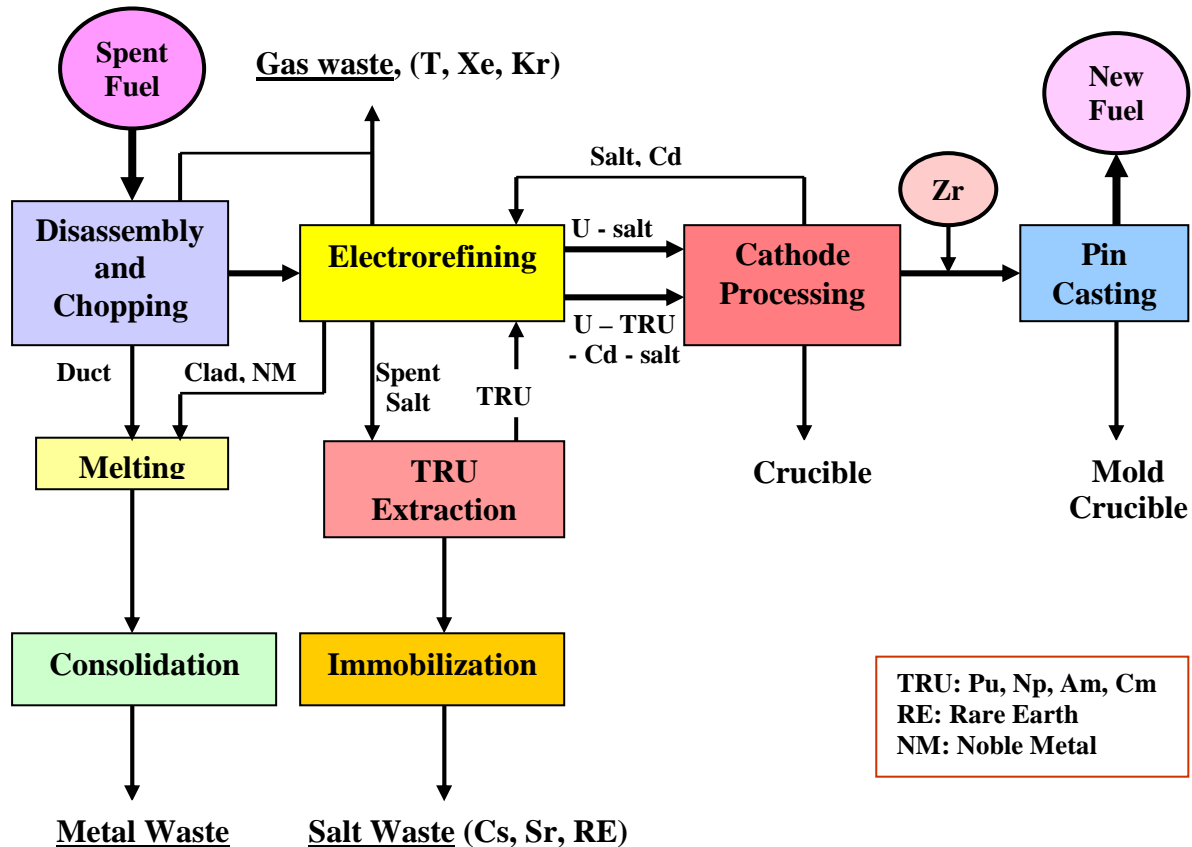 Spent
Fuel
Gas waste, (T, Xe, Kr)
New
Fuel
Salt, Cd
Zr
Disassembly
and
Chopping
Electrorefining
U - salt
U – TRU
- Cd - salt
Cathode
Processing
Pin
Casting
Duct
Clad, NM
Spent
Salt
TRU
Melting
TRU
Extraction
Crucible
Mold
Crucible
Consolidation
Immobilization
TRU: Pu, Np, Am, Cm
RE: Rare Earth
NM: Noble Metal
Metal Waste
Salt Waste (Cs, Sr, RE)